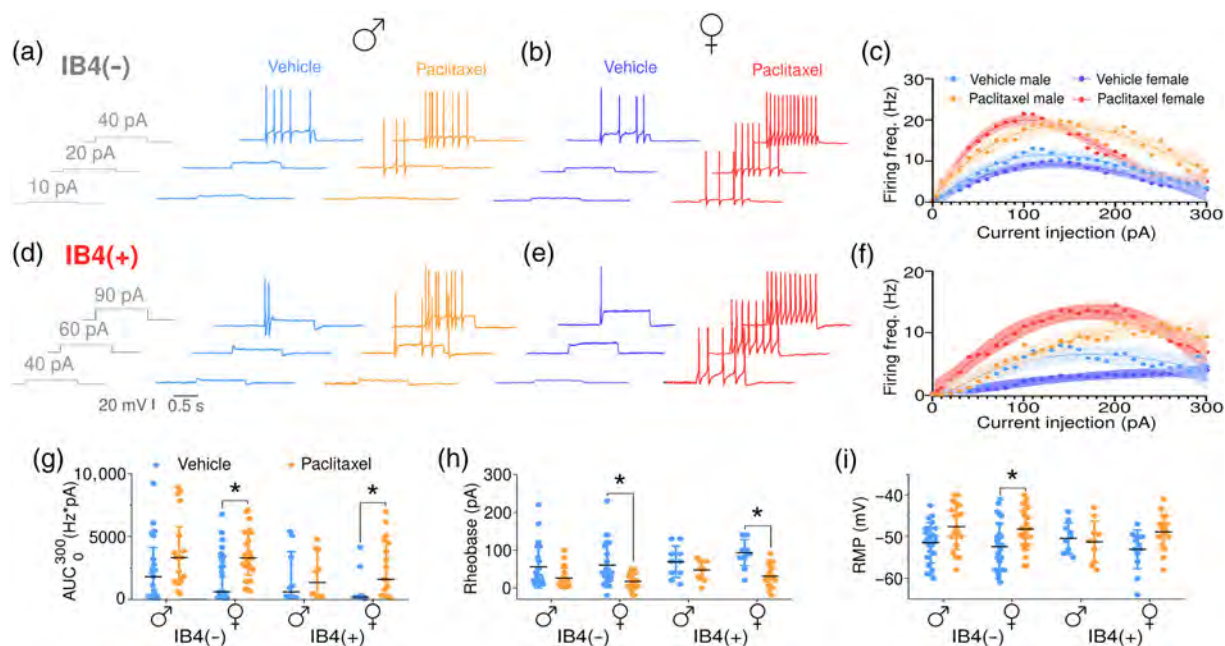 ♂ ♀
(a) (b) (c)
IB4(-)
Vehicle Paclitaxel Vehicle Paclitaxel
40 pA
20 pA
10 pA
Firing freq. (Hz)
30
20
10
0
Vehicle male Vehicle female
Paclitaxel male Paclitaxel female
0 100 200 300
Current injection (pA)
(d) IB4(+) (e) (f)
90 pA
60 pA
40 pA
20 mV 0.5 s
Firing freq. (Hz)
20
10
0
0 100 200 300
Current injection (pA)
(g) Vehicle Paclitaxel
AUC 300 0 (Hz*pA)
10,000
5000
0
* *
♂ ♀ ♂ ♀
IB4(-) IB4(+)
(h)
Rheobase (pA)
300
200
100
0
* *
♂ ♀ ♂ ♀
IB4(-) IB4(+)
(i)
RMP (mV)
−40
−50
−60
*
♂ ♀ ♂ ♀
IB4(-) IB4(+)